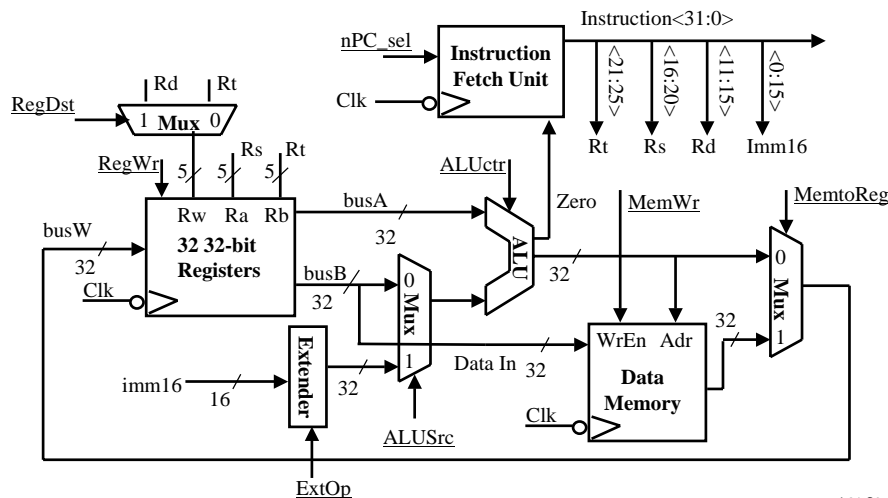 Instruction<31:0>
nPC_sel
Instruction
Fetch Unit
Clk
<21:25>
<16:20>
<11:15>
<0:15>
Rt
Rs
Rd
Imm16
Rd
Rt
RegDst
1 Mux 0
RegWr
5
5
Rs
5
Rt
ALUctr
busA
Zero
MemWr
MemtoReg
Rw Ra Rb
32
busW
32
32 32-bit
Registers
Clk
busB
32
0
Mux
1
ALU
32
0
Mux
1
32
WrEn Adr
Data In
32
Data
Memory
Clk
Extender
imm16
16
32
ALUSrc
ExtOp